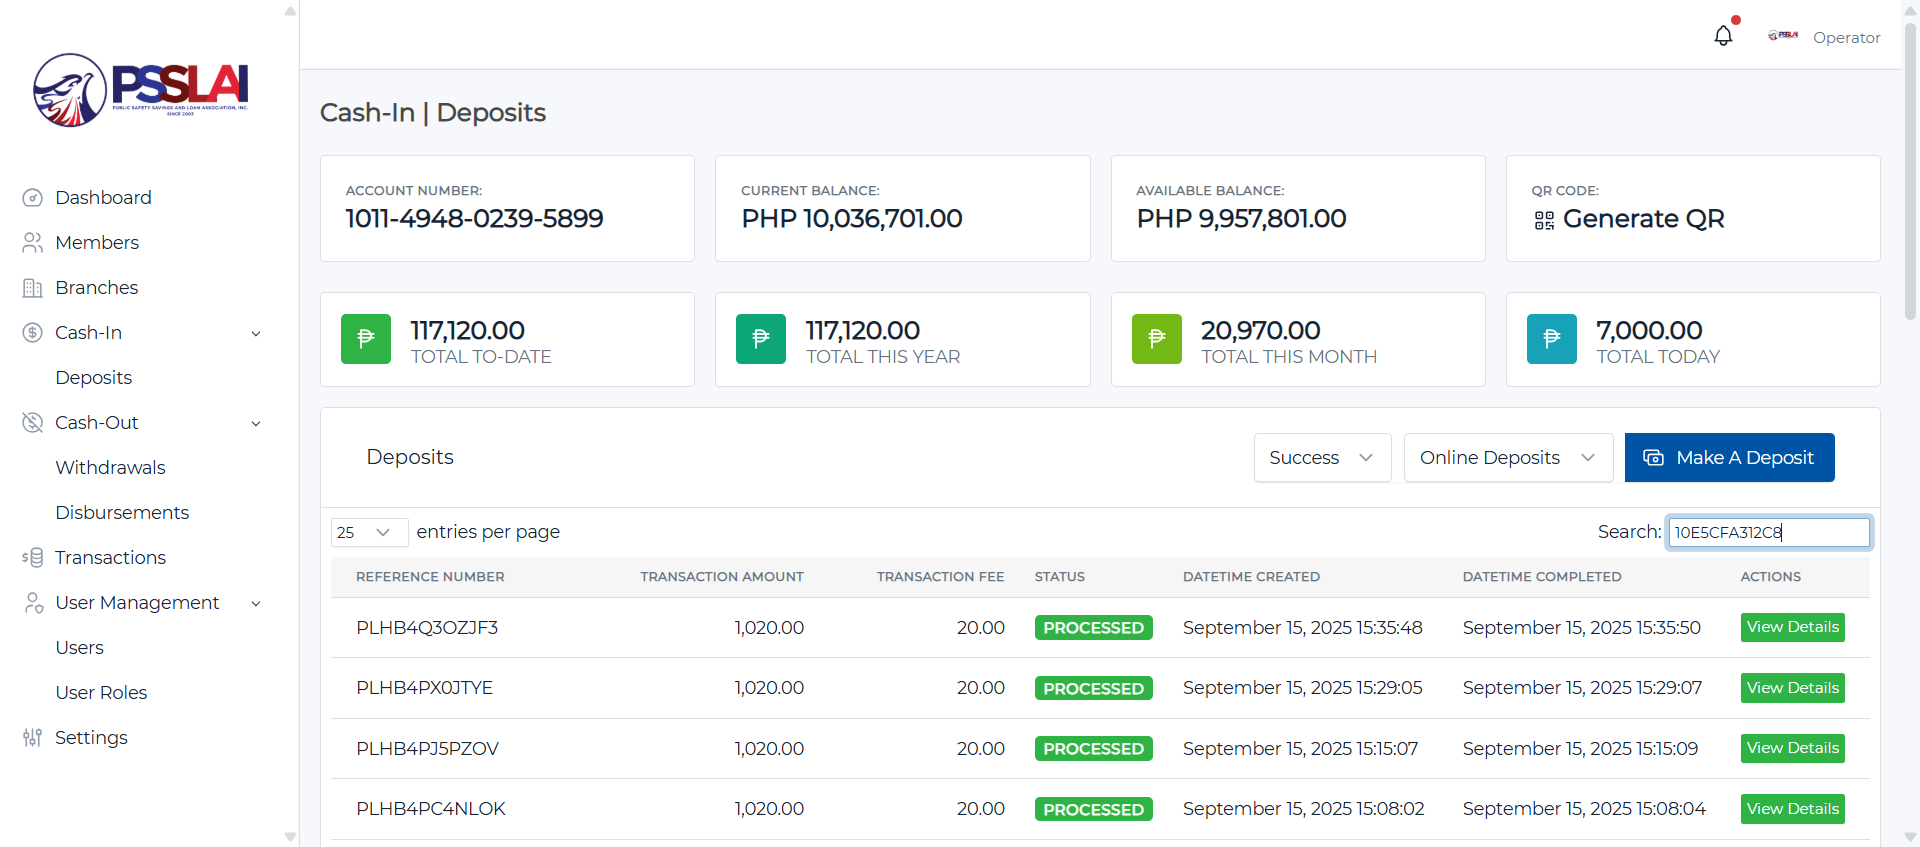 PSSLAI
PUBLIC SAFETY SAVINGS AND LOAN ASSOCIATION, INC.
SINCE 2003
Dashboard
Members
Branches
Cash-In
Deposits
Cash-Out
Withdrawals
Disbursements
Transactions
User Management
Users
User Roles
Settings
PSSLAI
Operator
Cash-In | Deposits
ACCOUNT NUMBER:
1011-4948-0239-5899
CURRENT BALANCE:
PHP 10,036,701.00
AVAILABLE BALANCE:
PHP 9,957,801.00
QR CODE:
Generate QR
117,120.00
TOTAL TO-DATE
117,120.00
TOTAL THIS YEAR
20,970.00
TOTAL THIS MONTH
7,000.00
TOTAL TODAY
Deposits
Success
Online Deposits
Make A Deposit
25 entries per page
Search: 10E5CFA312C8
REFERENCE NUMBER TRANSACTION AMOUNT TRANSACTION FEE STATUS DATETIME CREATED DATETIME COMPLETED ACTIONS
PLHB4Q3OZJF3 1,020.00 20.00 PROCESSED September 15, 2025 15:35:48 September 15, 2025 15:35:50 View Details
PLHB4PX0JTYE 1,020.00 20.00 PROCESSED September 15, 2025 15:29:05 September 15, 2025 15:29:07 View Details
PLHB4PJ5PZOV 1,020.00 20.00 PROCESSED September 15, 2025 15:15:07 September 15, 2025 15:15:09 View Details
PLHB4PC4NLOK 1,020.00 20.00 PROCESSED September 15, 2025 15:08:02 September 15, 2025 15:08:04 View Details